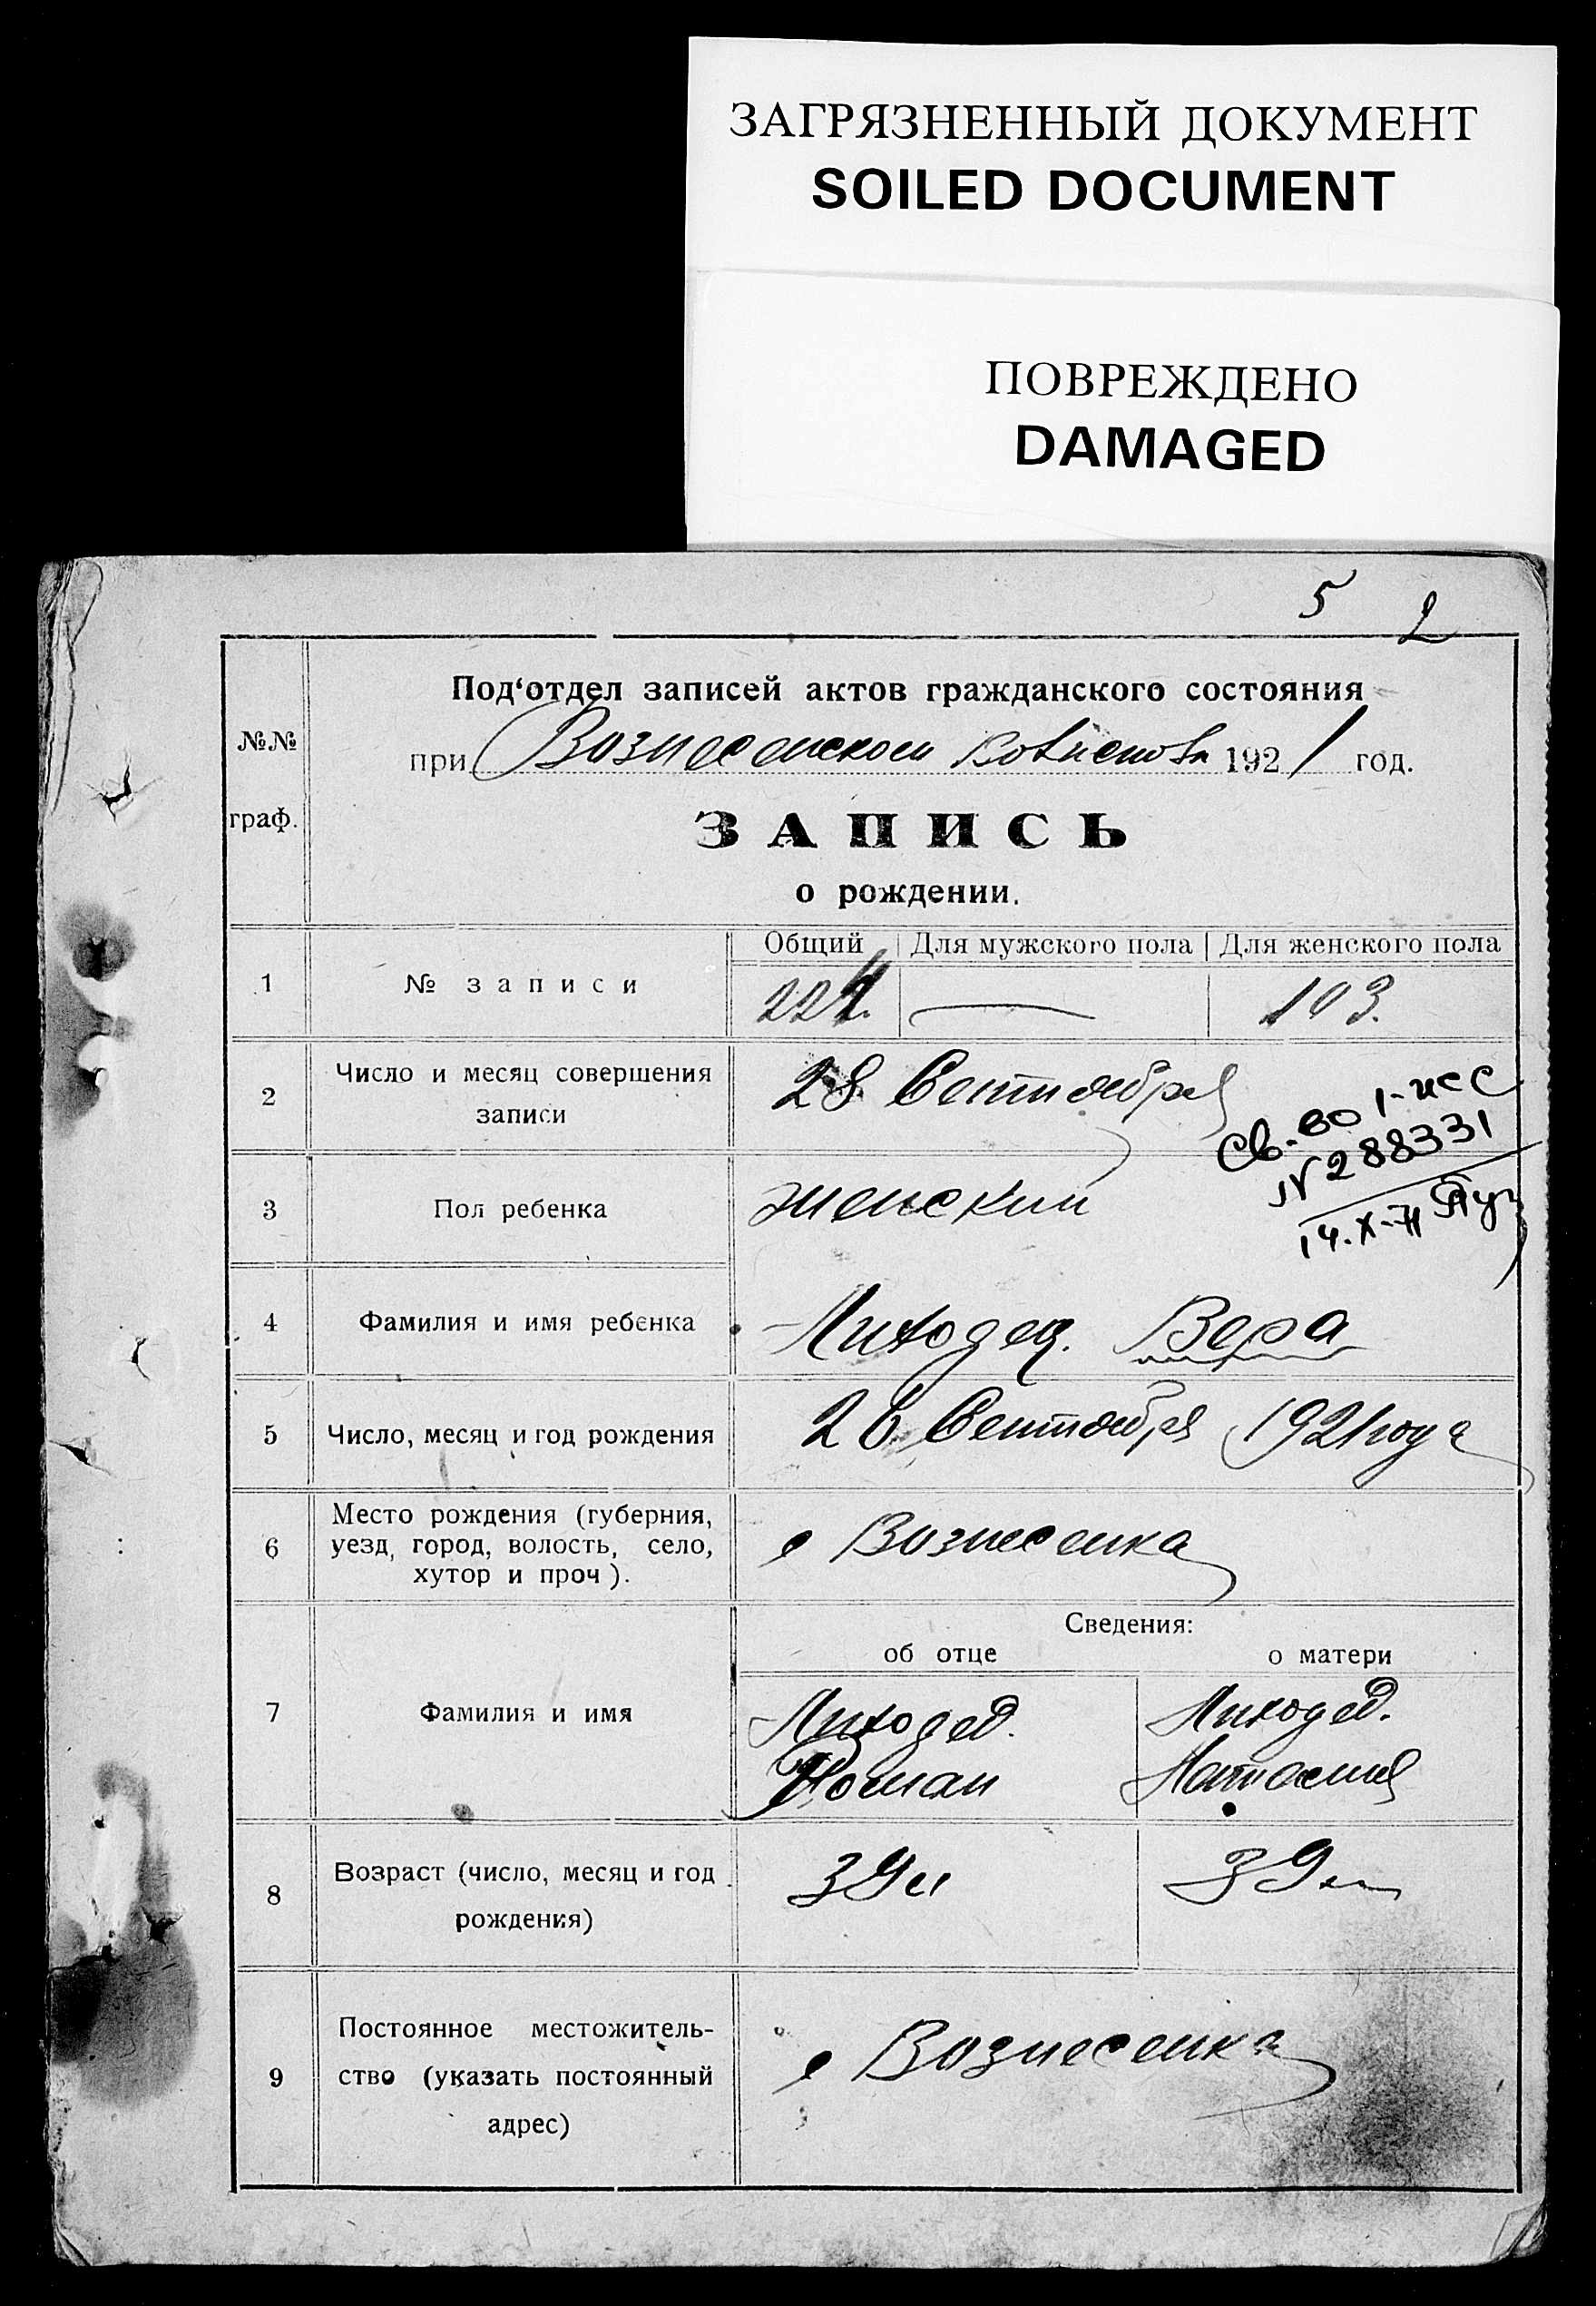 ЗАГРЯЗНЕННЫЙ ДОКУМЕНТ
SOILED DOCUMENT
ПОВРЕЖДЕНО
DAMAGED
5 2
Под‘отдел записей актов гражданского состояния
№№
при Вознесенском 1921 год.
граф.
ЗАПИСЬ
о рождении.
Общий Для мужского пола Для женского пола
1 № записи 224. — 103.
2 Число и месяц совершения
записи
28 Сентября
Св-во I-
N 288331
14.X-71
3 Пол ребенка женский
4 Фамилия и имя ребенка Лиходед. Вера
5 Число, месяц и год рождения 26 Сентября 1921 года
6 Место рождения (губерния,
уезд, город, волость, село,
хутор и проч).
с Вознесенка
Сведения:
об отце о матери
7 Фамилия и имя
Лиходед. Лиходед.
Роман
8 Возраст (число, месяц и год
рождения)
39 л 39 л
9 Постоянное местожитель-
ство (указать постоянный
адрес)
с Вознесенка